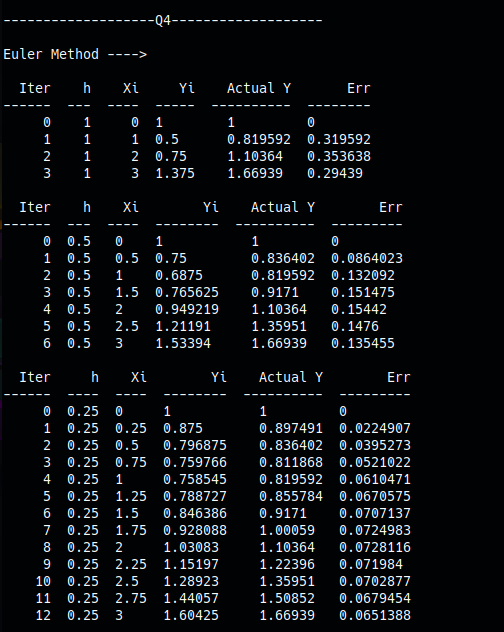 -------------------Q4-------------------
Euler Method ---->
Iter    h    Xi     Yi    Actual Y       Err
------  ---  ----  -----  ----------  --------
     0    1     0  1        1         0
     1    1     1  0.5      0.819592  0.319592
     2    1     2  0.75     1.10364   0.353638
     3    1     3  1.375    1.66939   0.29439
Iter    h    Xi        Yi    Actual Y        Err
------  ---  ----  --------  ----------  ---------
     0  0.5  0     1           1         0
     1  0.5  0.5   0.75        0.836402  0.0864023
     2  0.5  1     0.6875      0.819592  0.132092
     3  0.5  1.5   0.765625    0.9171    0.151475
     4  0.5  2     0.949219    1.10364   0.15442
     5  0.5  2.5   1.21191     1.35951   0.1476
     6  0.5  3     1.53394     1.66939   0.135455
Iter     h    Xi        Yi    Actual Y        Err
------  ----  ----  --------  ----------  ---------
     0  0.25  0     1           1         0
     1  0.25  0.25  0.875       0.897491  0.0224907
     2  0.25  0.5   0.796875    0.836402  0.0395273
     3  0.25  0.75  0.759766    0.811868  0.0521022
     4  0.25  1     0.758545    0.819592  0.0610471
     5  0.25  1.25  0.788727    0.855784  0.0670575
     6  0.25  1.5   0.846386    0.9171    0.0707137
     7  0.25  1.75  0.928088    1.00059   0.0724983
     8  0.25  2     1.03083     1.10364   0.0728116
     9  0.25  2.25  1.15197     1.22396   0.071984
    10  0.25  2.5   1.28923     1.35951   0.0702877
    11  0.25  2.75  1.44057     1.50852   0.0679454
    12  0.25  3     1.60425     1.66939   0.0651388